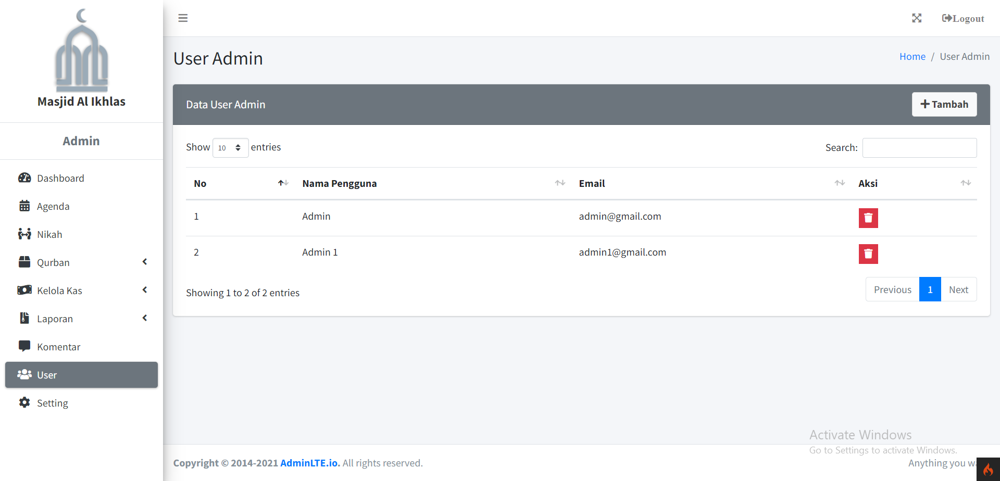 Masjid Al Ikhlas
Admin
Dashboard
Agenda
Nikah
Qurban
Kelola Kas
Laporan
Komentar
User
Setting
Logout
User Admin
Home / User Admin
Data User Admin
Tambah
Show 10 entries
Search:
No Nama Pengguna Email Aksi
1 Admin admin@gmail.com
2 Admin 1 admin1@gmail.com
Showing 1 to 2 of 2 entries
Previous 1 Next
Activate Windows
Go to Settings to activate Windows.
Copyright © 2014-2021 AdminLTE.io. All rights reserved.
Anything you